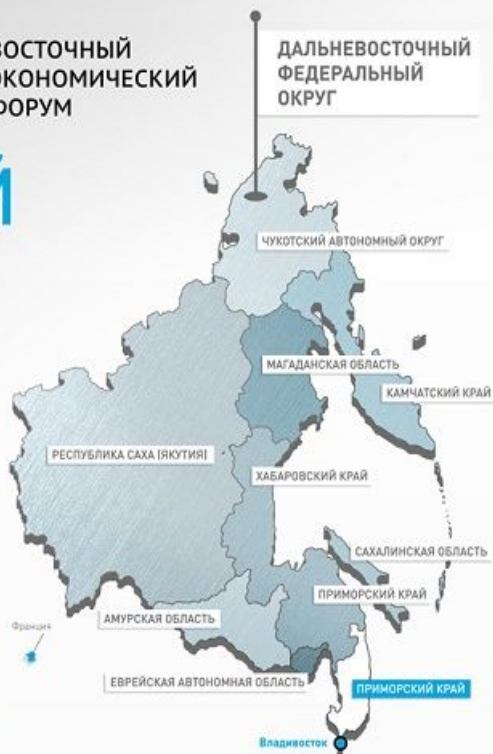 ВОСТОЧНЫЙ
ЭКОНОМИЧЕСКИЙ
ФОРУМ
Й
ДАЛЬНЕВОСТОЧНЫЙ
ФЕДЕРАЛЬНЫЙ
ОКРУГ
ЧУКОТСКИЙ АВТОНОМНЫЙ ОКРУГ
МАГАДАНСКАЯ ОБЛАСТЬ
КАМЧАТСКИЙ КРАЙ
РЕСПУБЛИКА САХА (ЯКУТИЯ)
ХАБАРОВСКИЙ КРАЙ
САХАЛИНСКАЯ ОБЛАСТЬ
ПРИМОРСКИЙ КРАЙ
АМУРСКАЯ ОБЛАСТЬ
Франция
ЕВРЕЙСКАЯ АВТОНОМНАЯ ОБЛАСТЬ
ПРИМОРСКИЙ КРАЙ
Владивосток